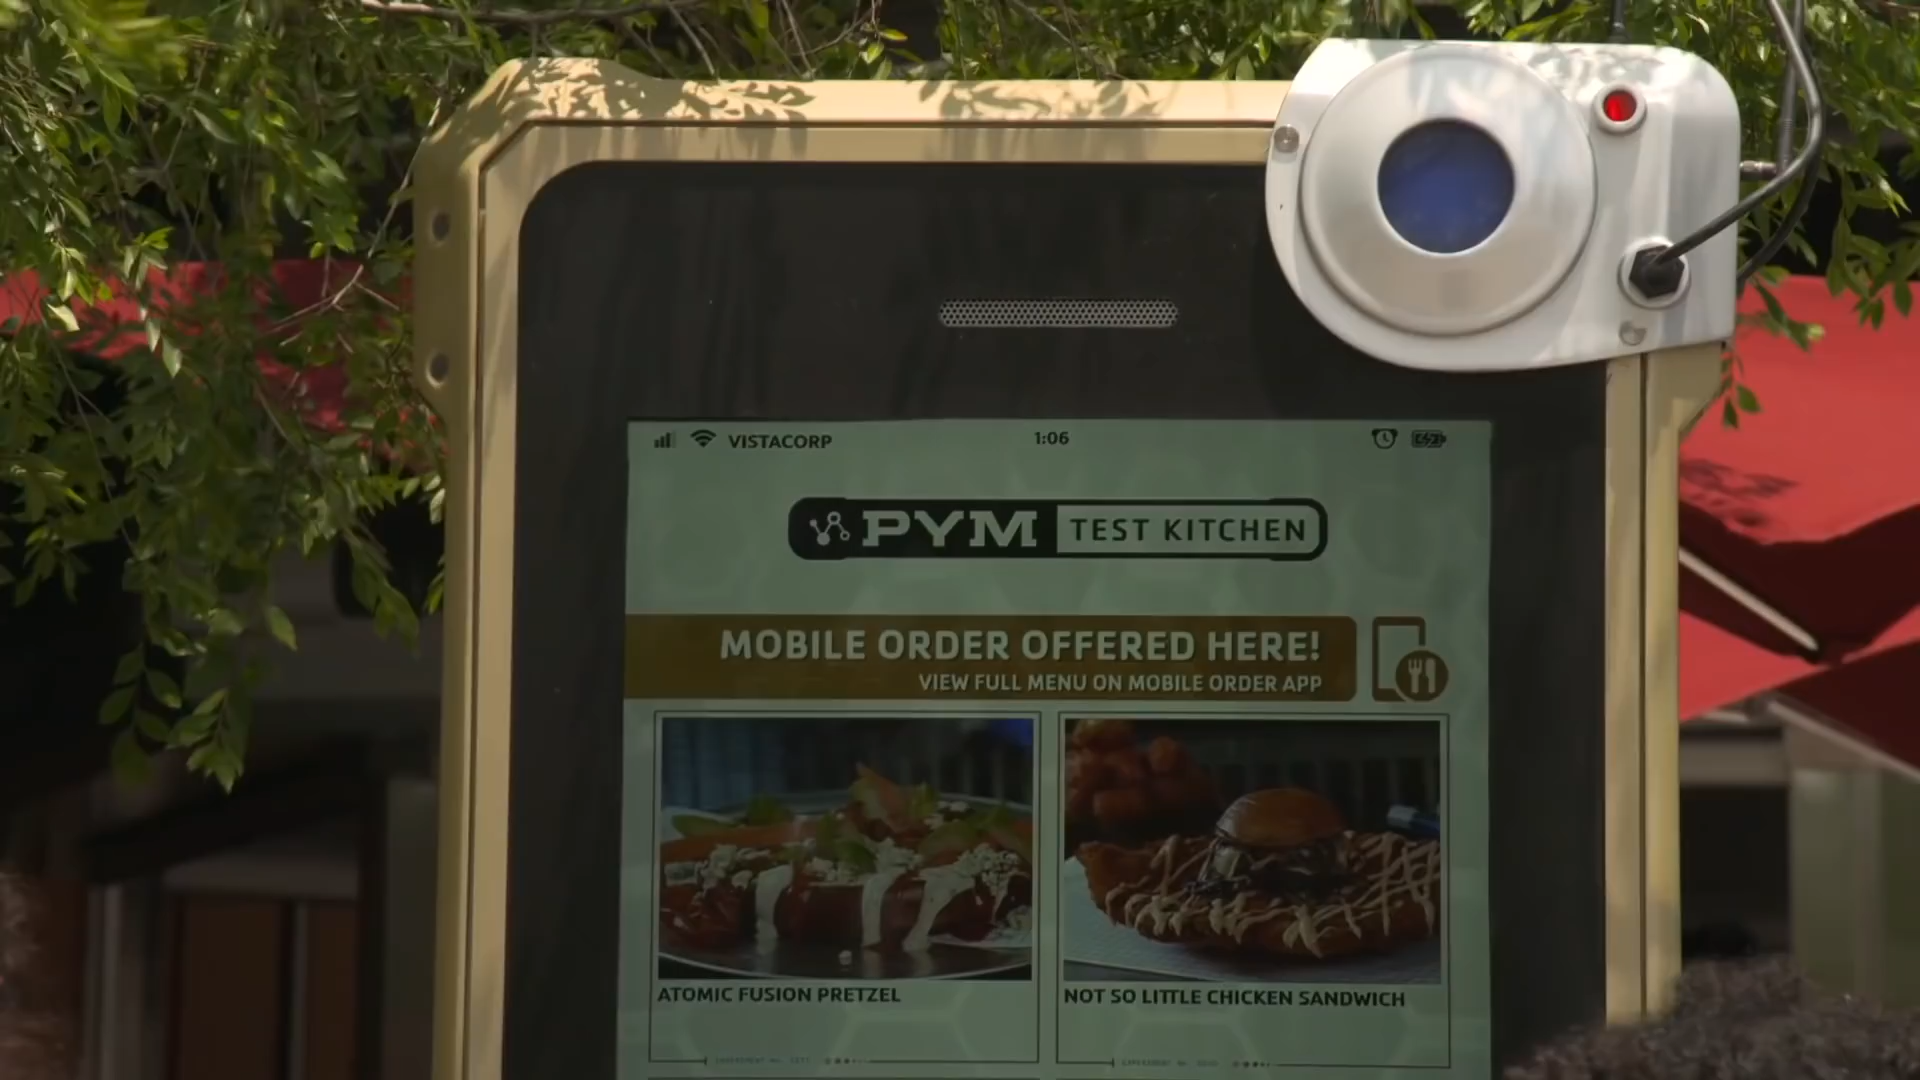 VISTACORP 1:06
PYM TEST KITCHEN
MOBILE ORDER OFFERED HERE!
VIEW FULL MENU ON MOBILE ORDER APP
ATOMIC FUSION PRETZEL
NOT SO LITTLE CHICKEN SANDWICH